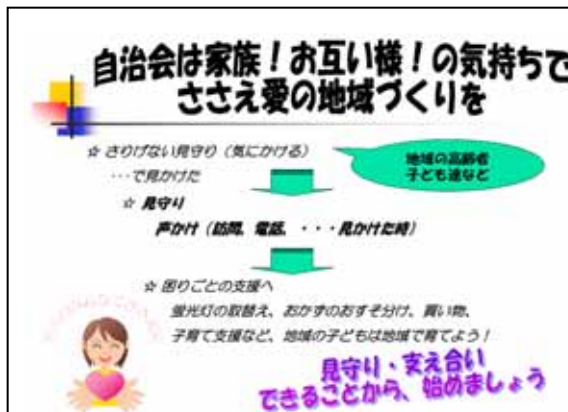 自治会は家族!お互い様!の気持ちで
ささえ愛の地域づくりを
☆ さりげない見守り(気にかける)
・・・で見かけた
地域の高齢者
子ども達など
☆ 見守り
声かけ(訪問、電話、・・・見かけた時)
☆ 困りごとの支援へ
蛍光灯の取替え、おかずのおすそ分け、買い物、
子育て支援など、地域の子どもは地域で育てよう!
見守り・支え合い
できることから、始めましょう